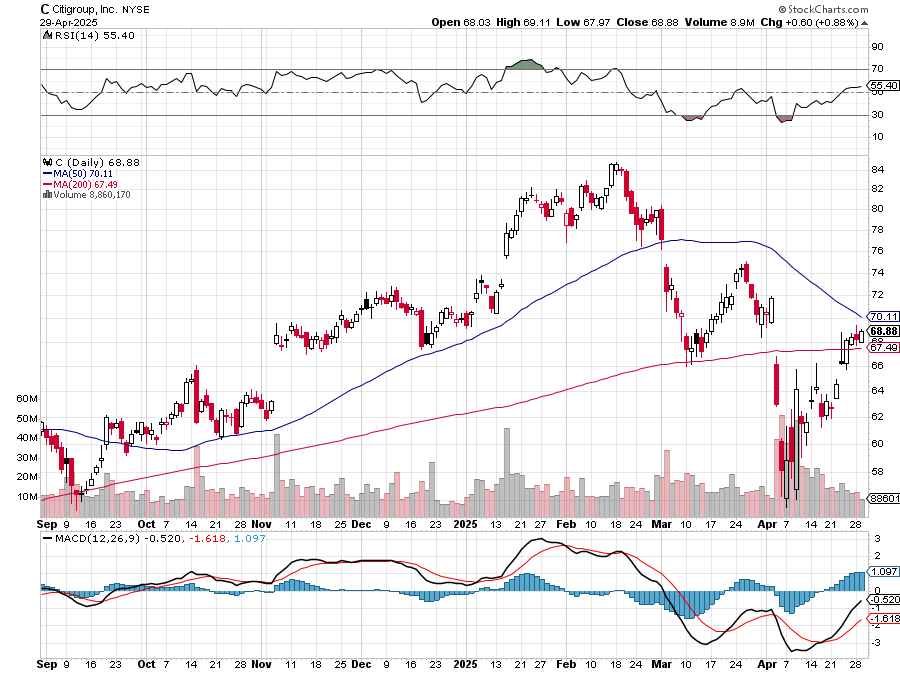 C Citigroup, Inc. NYSE
© StockCharts.com
29-Apr-2025
Open 68.03 High 69.11 Low 67.97 Close 68.88 Volume 8.9M Chg +0.60 (+0.88%)
RSI(14) 55.40
90
70
55.40
50
30
10
C (Daily) 68.88
MA(50) 70.11
MA(200) 67.49
Volume 8,860,170
84
82
80
78
76
74
72
70.11
68.88
68
67.49
66
64
62
60
58
60M
50M
40M
30M
20M
10M
88601
Sep 9 16 23 Oct 7 14 21 28 Nov 11 18 25 Dec 9 16 23 2025 13 21 27 Feb 10 18 24 Mar 10 17 24 Apr 7 14 21 28
MACD(12,26,9) -0.520, -1.618, 1.097
3
2
1.097
0
-0.520
-1
-1.618
-2
-3
Sep 9 16 23 Oct 7 14 21 28 Nov 11 18 25 Dec 9 16 23 2025 13 21 27 Feb 10 18 24 Mar 10 17 24 Apr 7 14 21 28